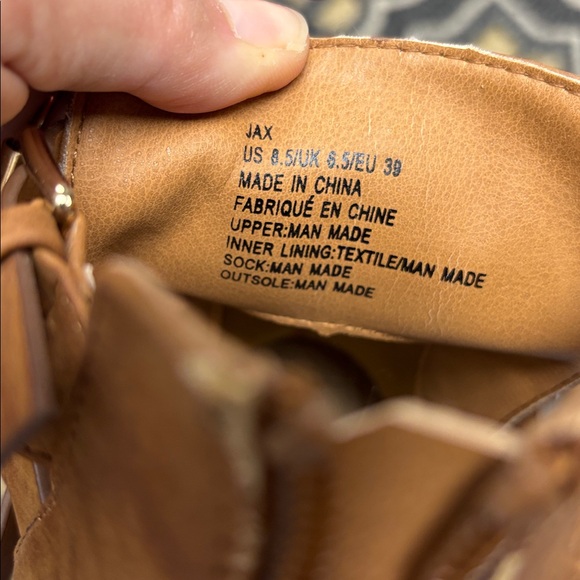 JAX
US 8.5/UK 6.5/EU 39
MADE IN CHINA
FABRIQUÉ EN CHINE
UPPER:MAN MADE
INNER LINING:TEXTILE/MAN MADE
SOCK:MAN MADE
OUTSOLE:MAN MADE